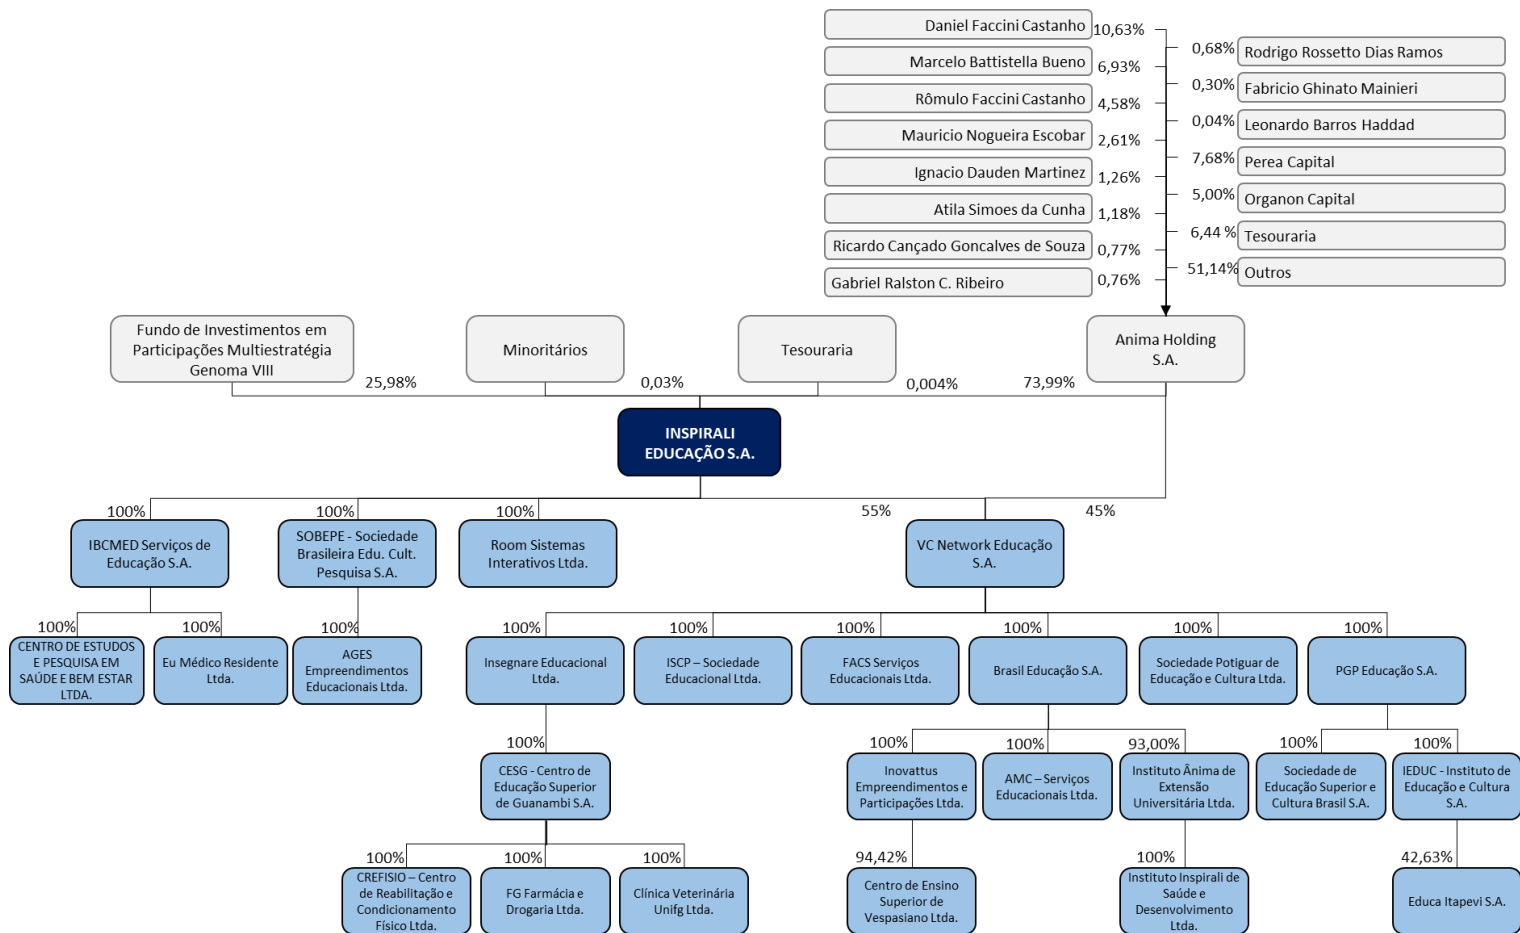 Daniel Faccini Castanho
10,63%
Marcelo Battistella Bueno
6,93%
Rômulo Faccini Castanho
4,58%
Mauricio Nogueira Escobar
2,61%
Ignacio Dauden Martinez
1,26%
Atila Simoes da Cunha
1,18%
Ricardo Cançado Goncalves de Souza
0,77%
Gabriel Ralston C. Ribeiro
0,76%
0,68%
Rodrigo Rossetto Dias Ramos
0,30%
Fabricio Ghinato Mainieri
0,04%
Leonardo Barros Haddad
7,68%
Perea Capital
5,00%
Organon Capital
6,44 %
Tesouraria
51,14%
Outros
Fundo de Investimentos em
Participações Multiestratégia
Genoma VIII
Minoritários
Tesouraria
Anima Holding
S.A.
25,98%
0,03%
0,004%
73,99%
INSPIRALI
EDUCAÇÃO S.A.
100%
100%
100%
55%
45%
IBCMED Serviços de
Educação S.A.
SOBEPE - Sociedade
Brasileira Edu. Cult.
Pesquisa S.A.
Room Sistemas
Interativos Ltda.
VC Network Educação
S.A.
100%
100%
100%
100%
100%
100%
100%
100%
100%
CENTRO DE ESTUDOS
E PESQUISA EM
SAÚDE E BEM ESTAR
LTDA.
Eu Médico Residente
Ltda.
AGES
Empreendimentos
Educacionais Ltda.
Insegnare Educacional
Ltda.
ISCP – Sociedade
Educacional Ltda.
FACS Serviços
Educacionais Ltda.
Brasil Educação S.A.
Sociedade Potiguar de
Educação e Cultura Ltda.
PGP Educação S.A.
100%
100%
100%
93,00%
100%
100%
CESG - Centro de
Educação Superior
de Guanambi S.A.
Inovattus
Empreendimentos e
Participações Ltda.
AMC – Serviços
Educacionais Ltda.
Instituto Ânima de
Extensão
Universitária Ltda.
Sociedade de
Educação Superior e
Cultura Brasil S.A.
IEDUC - Instituto de
Educação e Cultura
S.A.
100%
100%
100%
94,42%
100%
42,63%
CREFISIO – Centro
de Reabilitação e
Condicionamento
Físico Ltda.
FG Farmácia e
Drogaria Ltda.
Clínica Veterinária
Unifg Ltda.
Centro de Ensino
Superior de
Vespasiano Ltda.
Instituto Inspirali de
Saúde e
Desenvolvimento
Ltda.
Educa Itapevi S.A.